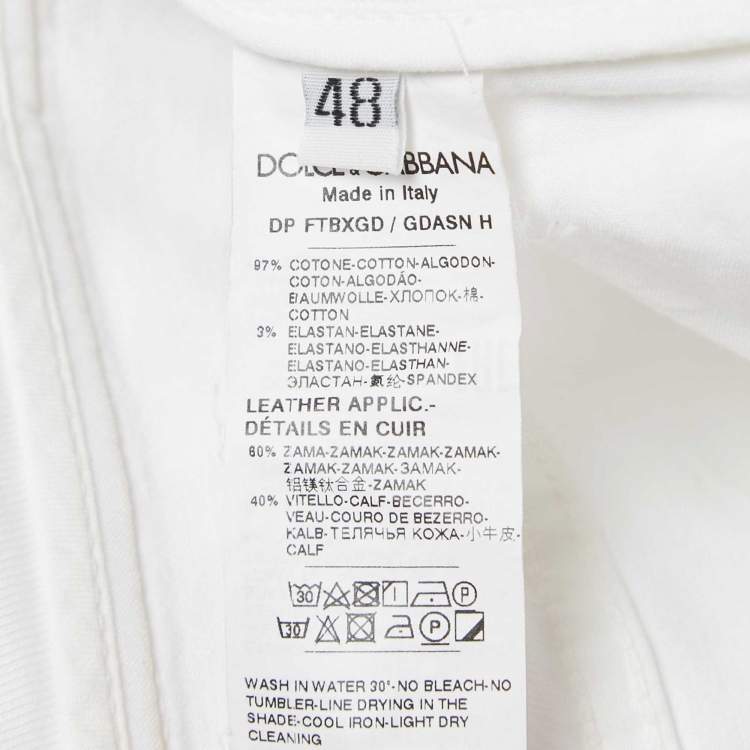 48
DOLCE & GABBANA
Made in Italy
DP FTBXGD / GDASN H
97% COTONE-COTTON-ALGODON-
COTON-ALGODÃO-
BAUMWOLLE-ХЛОПОК-棉-
COTTON
3% ELASTAN-ELASTANE-
ELASTANO-ELASTHANNE-
ELASTANO-ELASTHAN-
ЭЛАСТАН-氨纶-SPANDEX
LEATHER APPLIC.-
DÉTAILS EN CUIR
60% ZAMA-ZAMAK-ZAMAK-ZAMAK-
ZAMAK-ZAMAK-ЗАМАК-
铝镁钛合金-ZAMAK
40% VITELLO-CALF-BECERRO-
VEAU-COURO DE BEZERRO-
KALB-ТЕЛЯЧЬЯ КОЖА-小牛皮-
CALF
30 P
30 P
WASH IN WATER 30°-NO BLEACH-NO
TUMBLER-LINE DRYING IN THE
SHADE-COOL IRON-LIGHT DRY
CLEANING